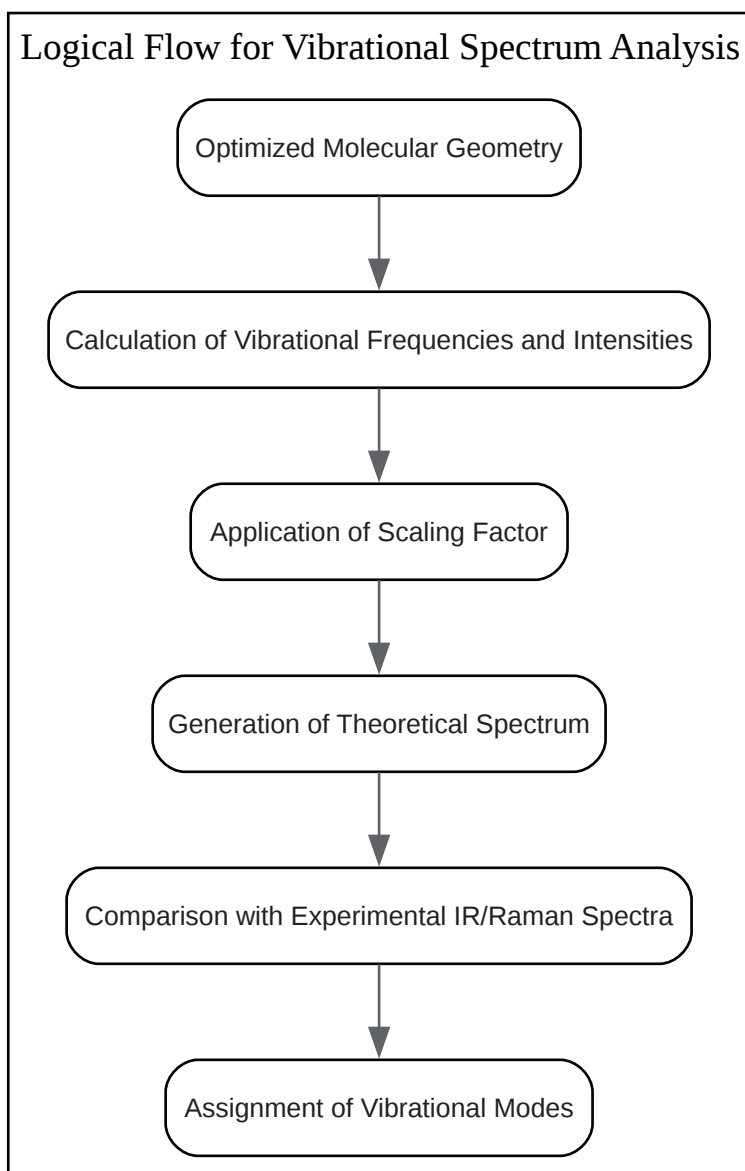 Logical Flow for Vibrational Spectrum Analysis
Optimized Molecular Geometry
Calculation of Vibrational Frequencies and Intensities
Application of Scaling Factor
Generation of Theoretical Spectrum
Comparison with Experimental IR/Raman Spectra
Assignment of Vibrational Modes